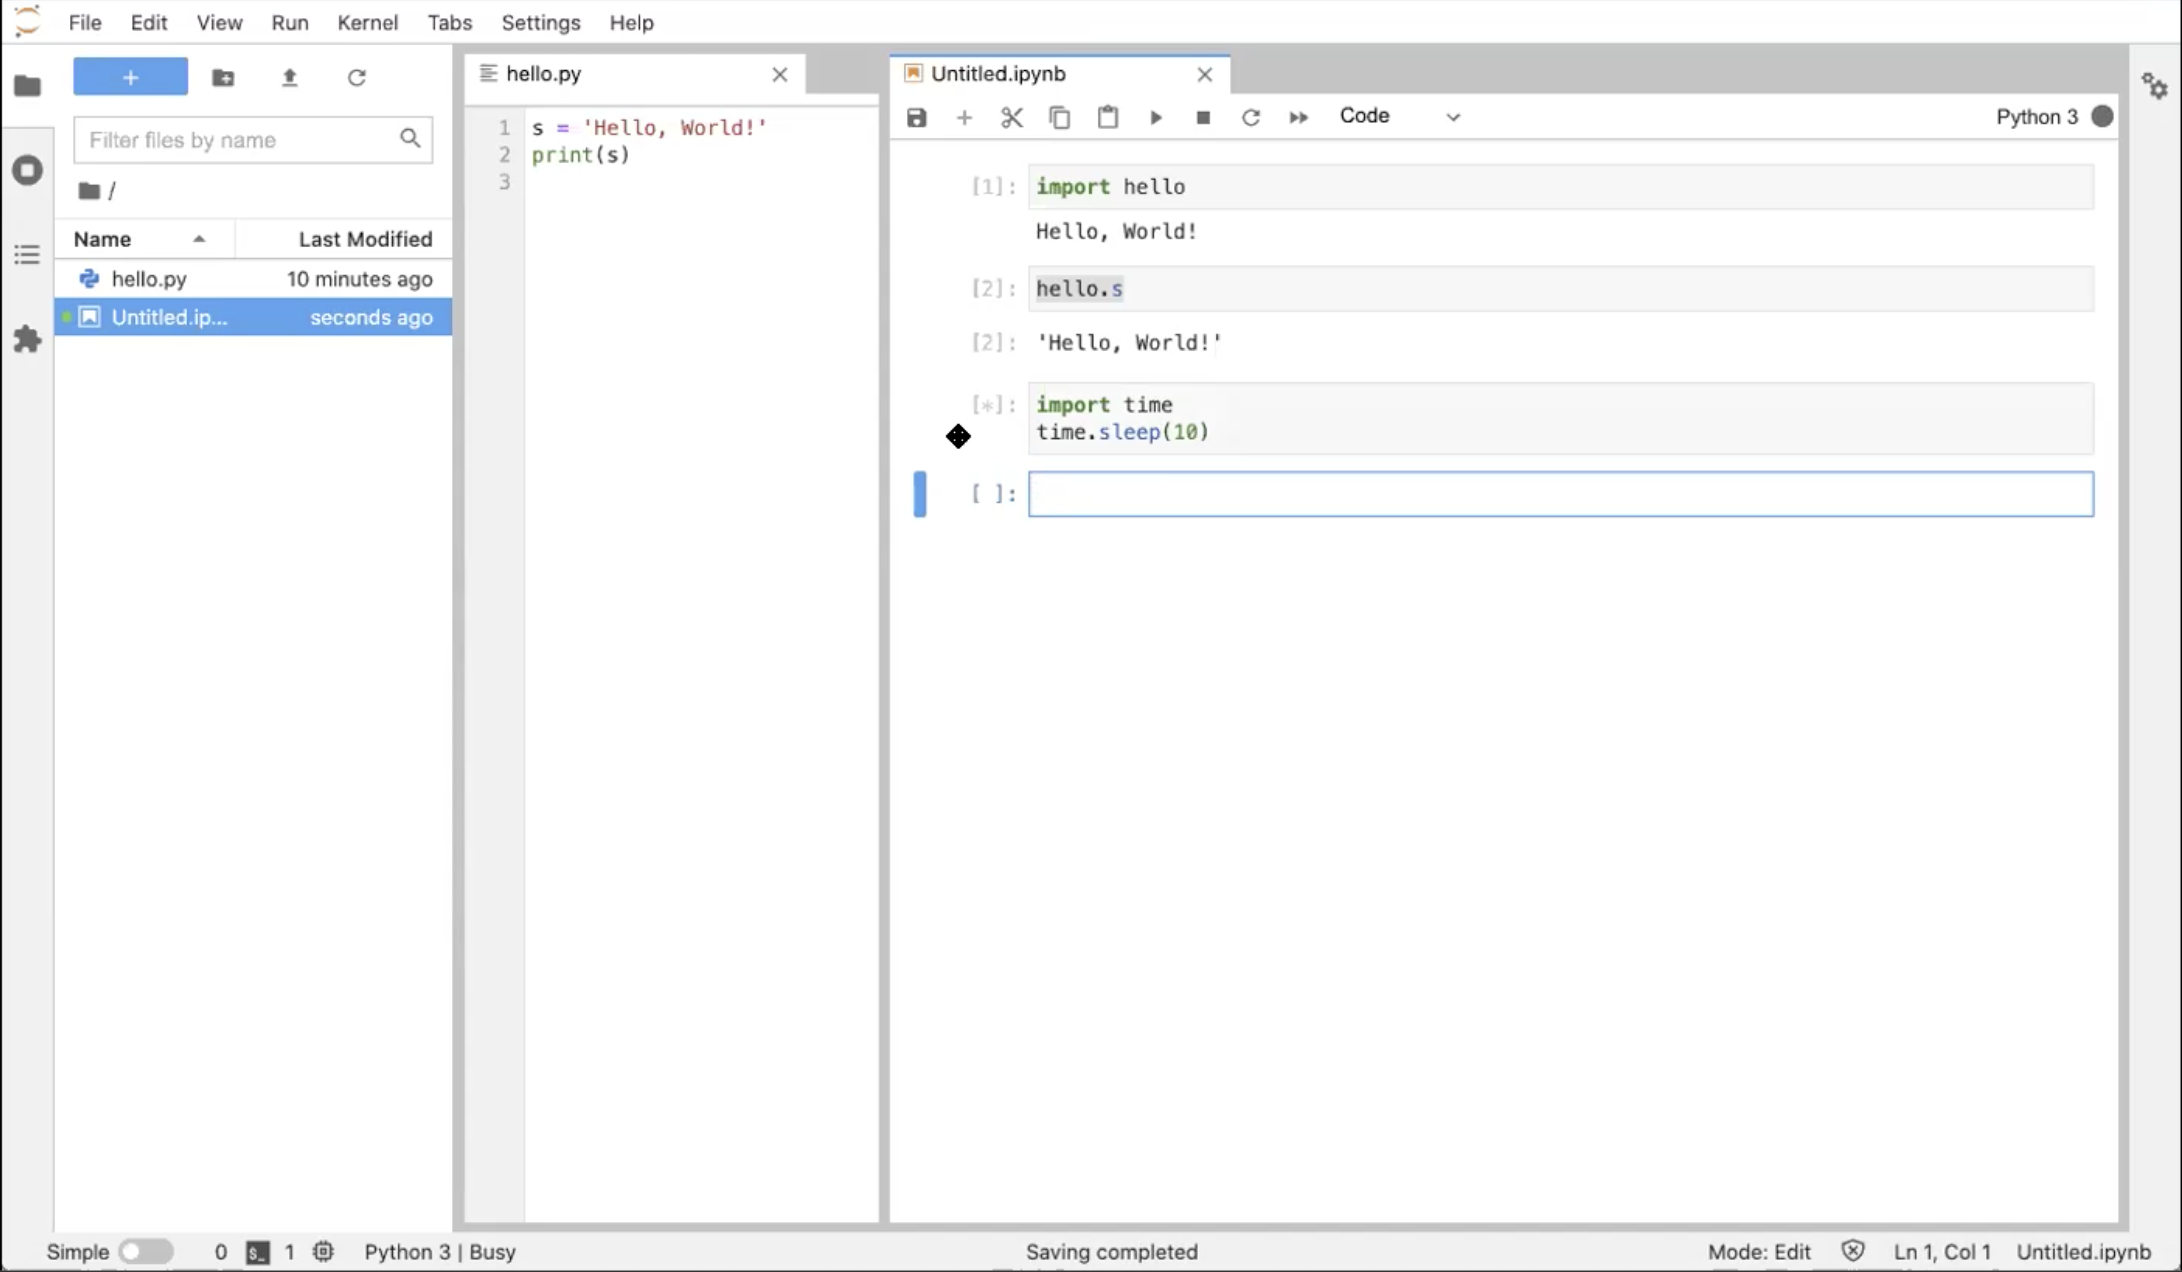 File Edit View Run Kernel Tabs Settings Help
+
Filter files by name
/
Name Last Modified
hello.py 10 minutes ago
Untitled.ip... seconds ago
hello.py
1 s = 'Hello, World!'
2 print(s)
3
Untitled.ipynb
Code
Python 3
[1]: import hello
Hello, World!
[2]: hello.s
[2]: 'Hello, World!'
[*]: import time
time.sleep(10)
[ ]:
Simple 0 $_ 1 Python 3 | Busy Saving completed Mode: Edit Ln 1, Col 1 Untitled.ipynb